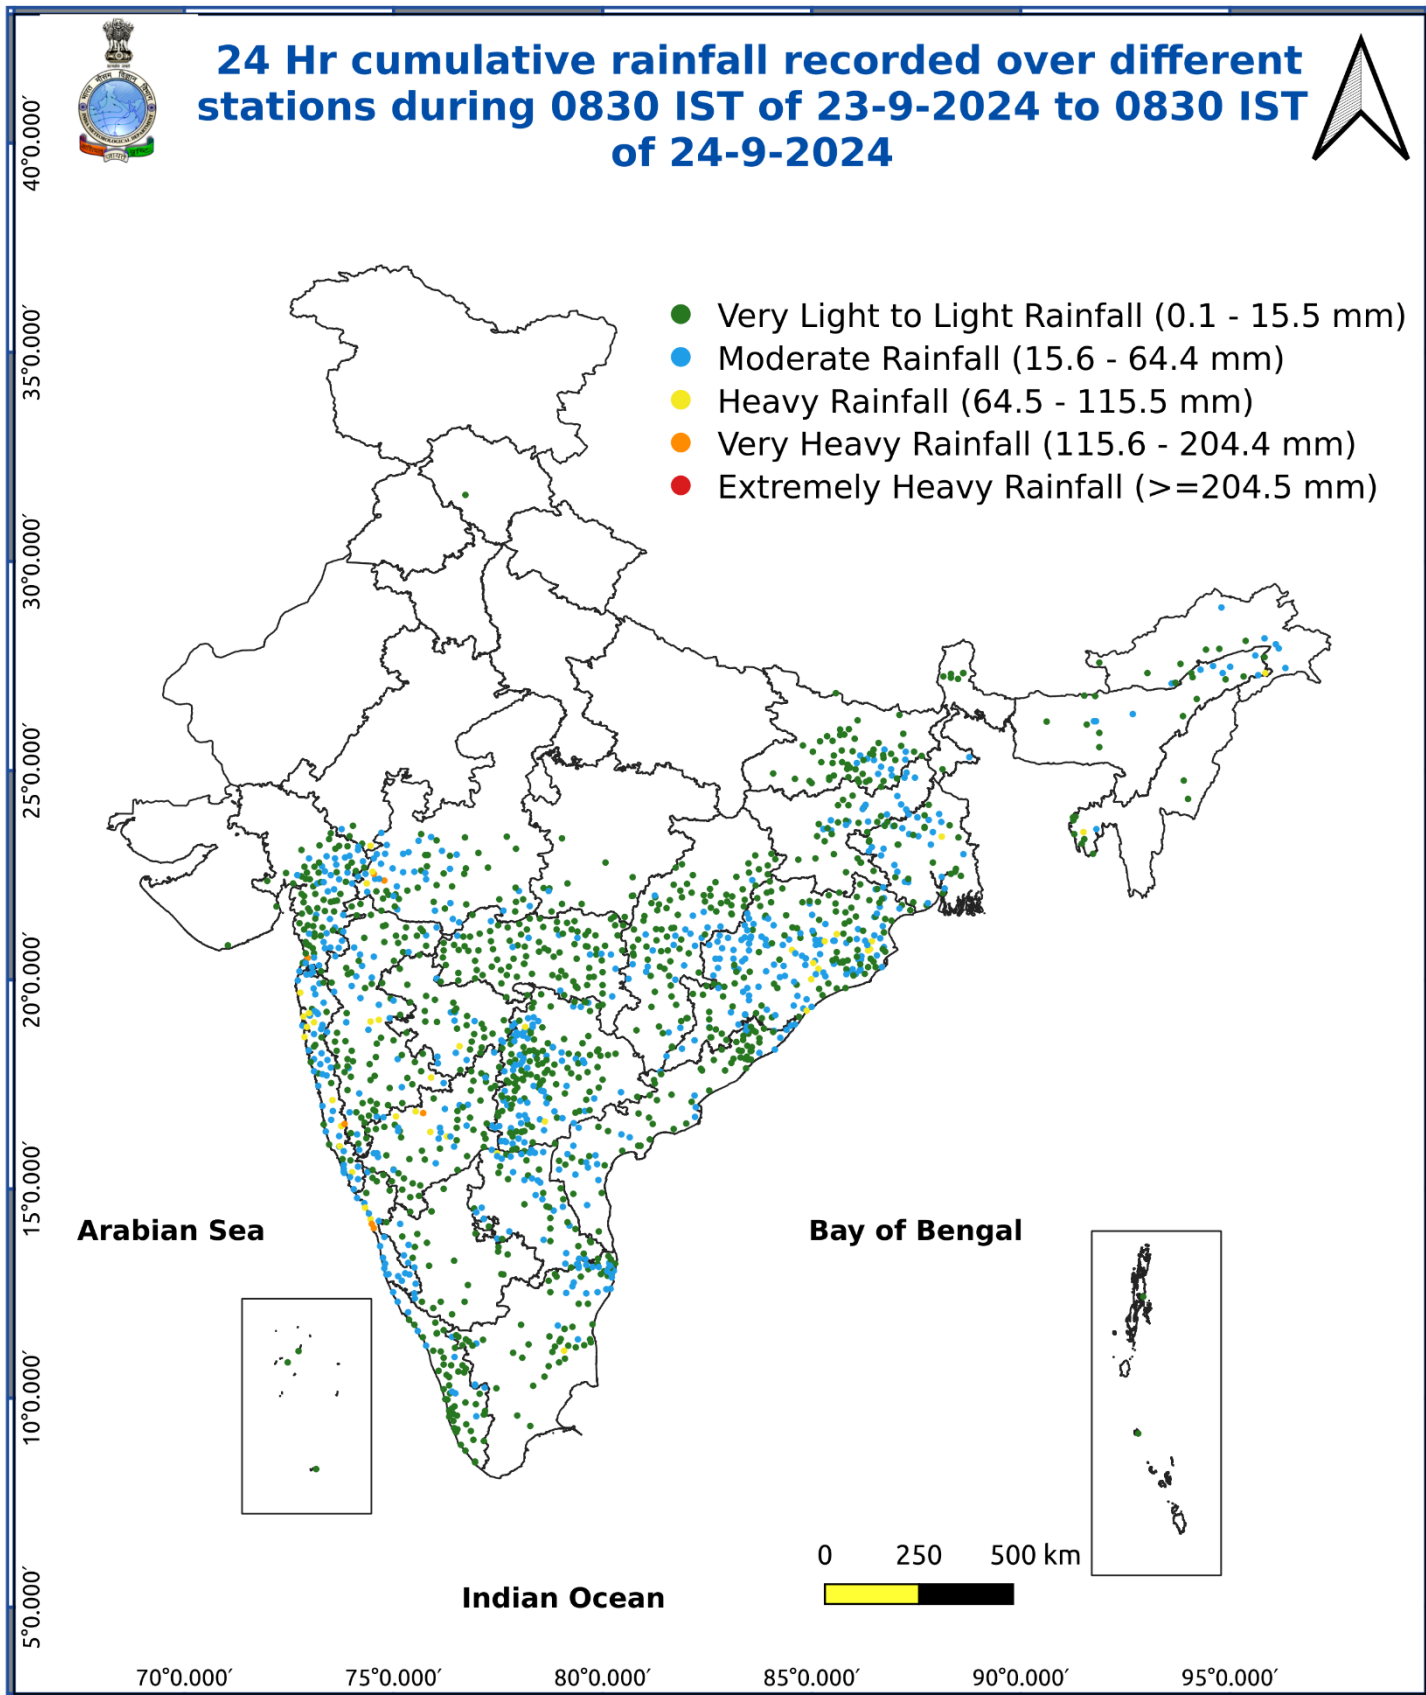 24 Hr cumulative rainfall recorded over different
stations during 0830 IST of 23-9-2024 to 0830 IST
of 24-9-2024
Very Light to Light Rainfall (0.1 - 15.5 mm)
Moderate Rainfall (15.6 - 64.4 mm)
Heavy Rainfall (64.5 - 115.5 mm)
Very Heavy Rainfall (115.6 - 204.4 mm)
Extremely Heavy Rainfall (>=204.5 mm)
40°0.000′
35°0.000′
30°0.000′
25°0.000′
20°0.000′
15°0.000′
10°0.000′
5°0.000′
Arabian Sea
Bay of Bengal
Indian Ocean
0 250 500 km
70°0.000′ 75°0.000′ 80°0.000′ 85°0.000′ 90°0.000′ 95°0.000′